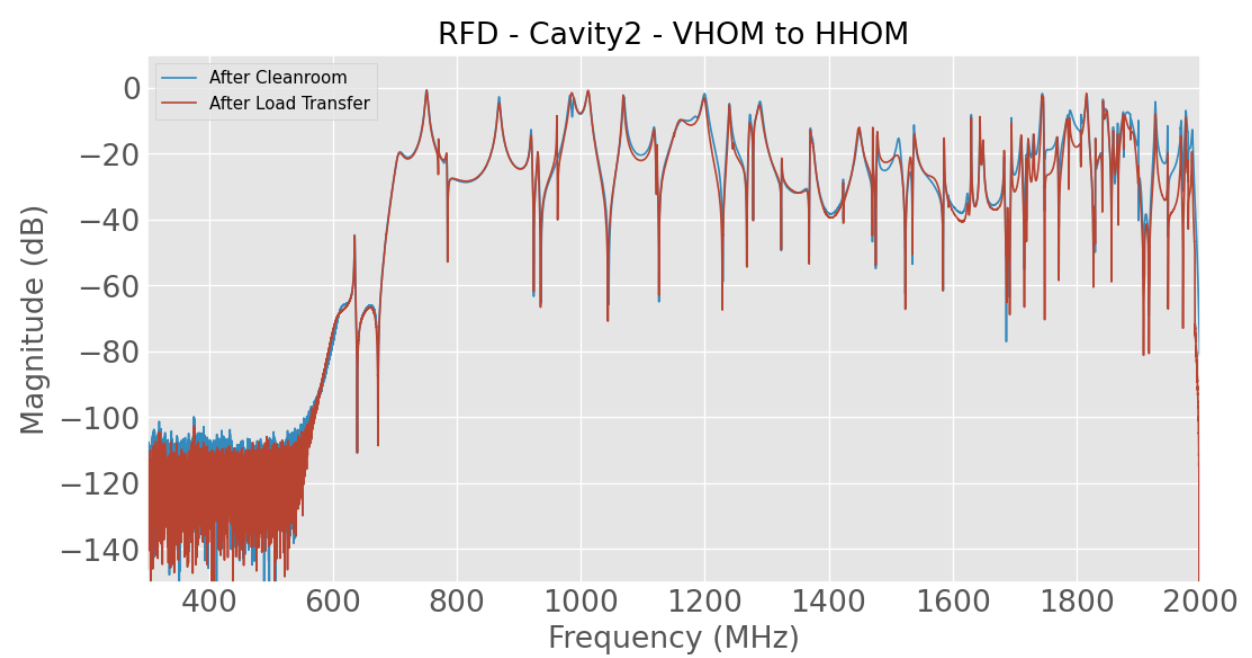 RFD - Cavity2 - VHOM to HHOM
After Cleanroom
After Load Transfer
0
−20
−40
−60
−80
−100
−120
−140
Magnitude (dB)
400 600 800 1000 1200 1400 1600 1800 2000
Frequency (MHz)